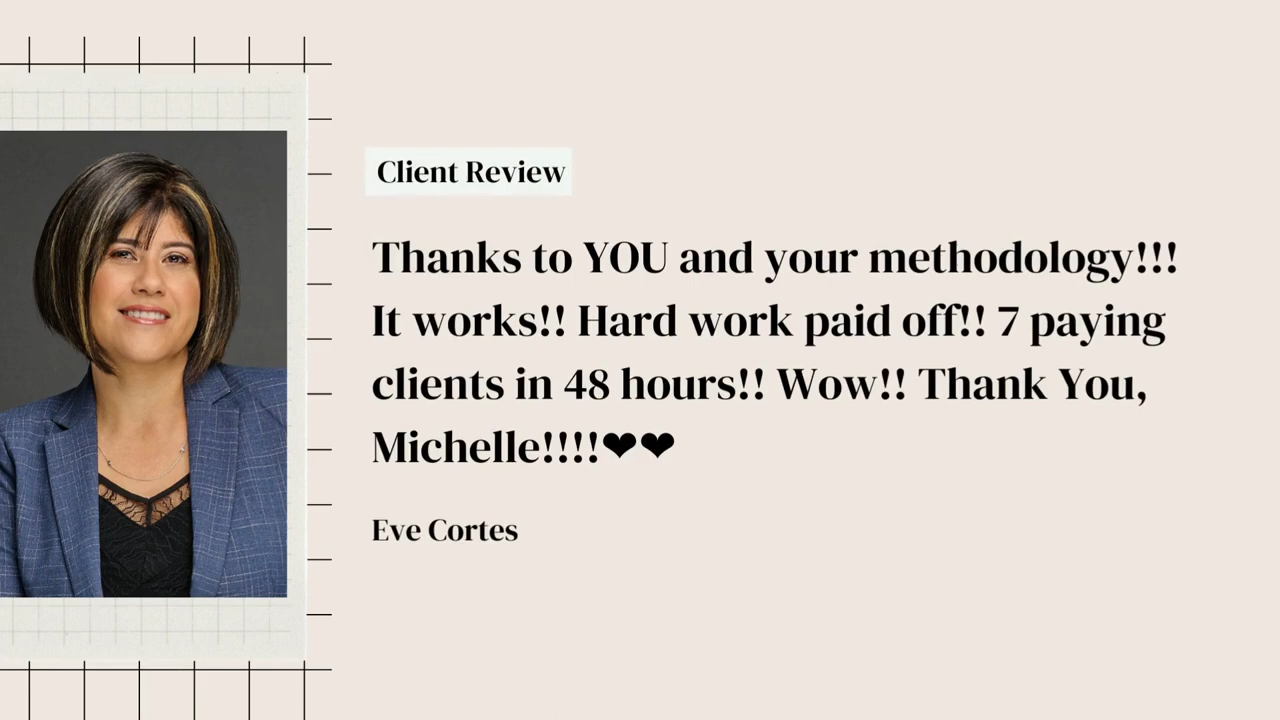 Client Review
Thanks to YOU and your methodology!!!
It works!! Hard work paid off!! 7 paying
clients in 48 hours!! Wow!! Thank You,
Michelle!!!!❤❤
Eve Cortes